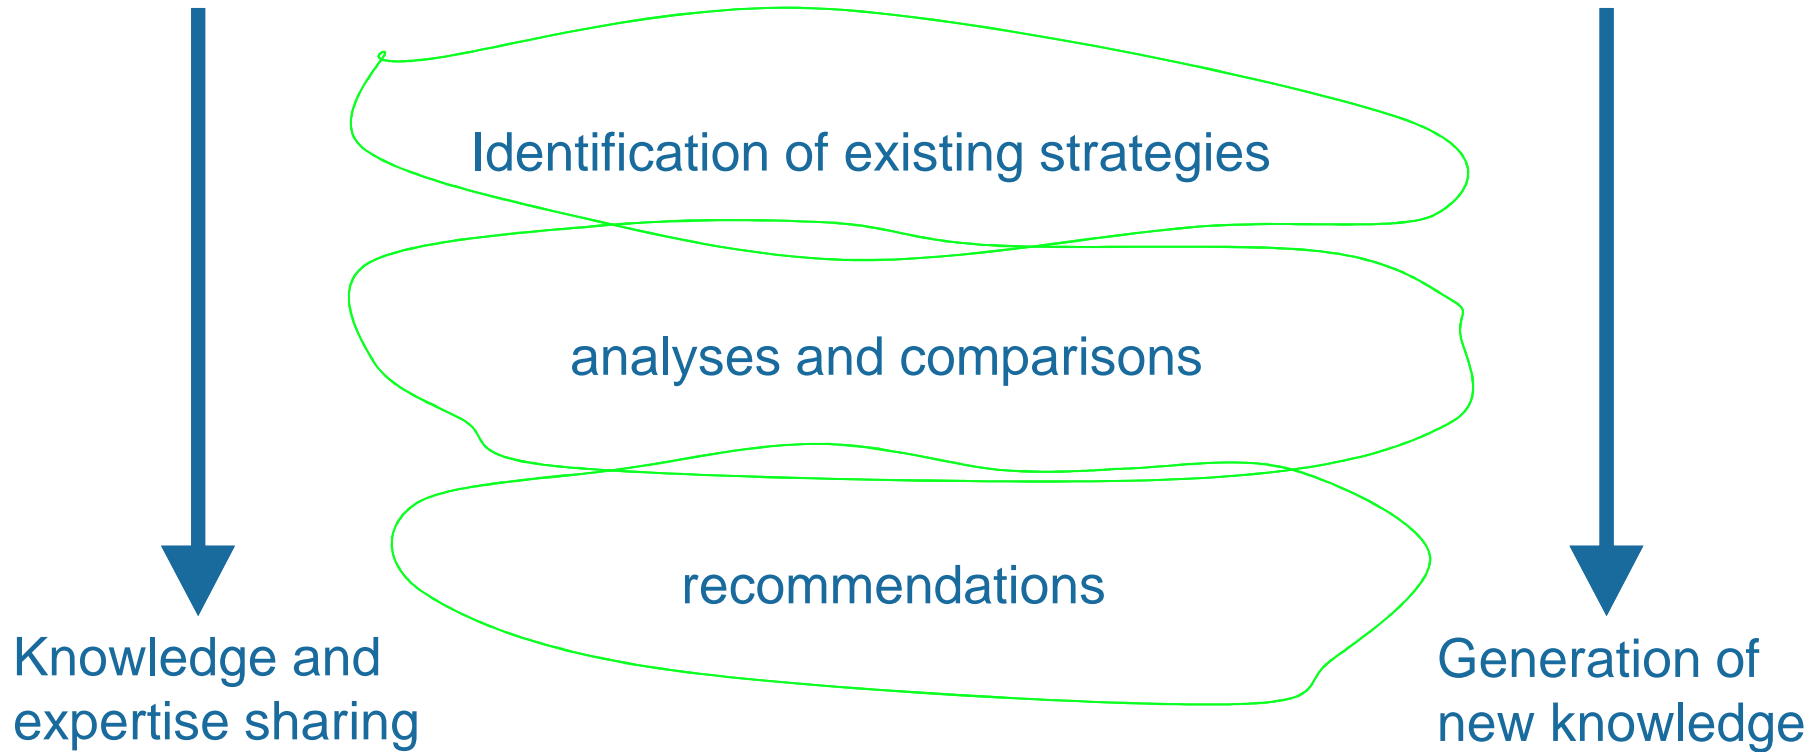 Identification of existing strategies
analyses and comparisons
recommendations
Knowledge and
expertise sharing
Generation of
new knowledge